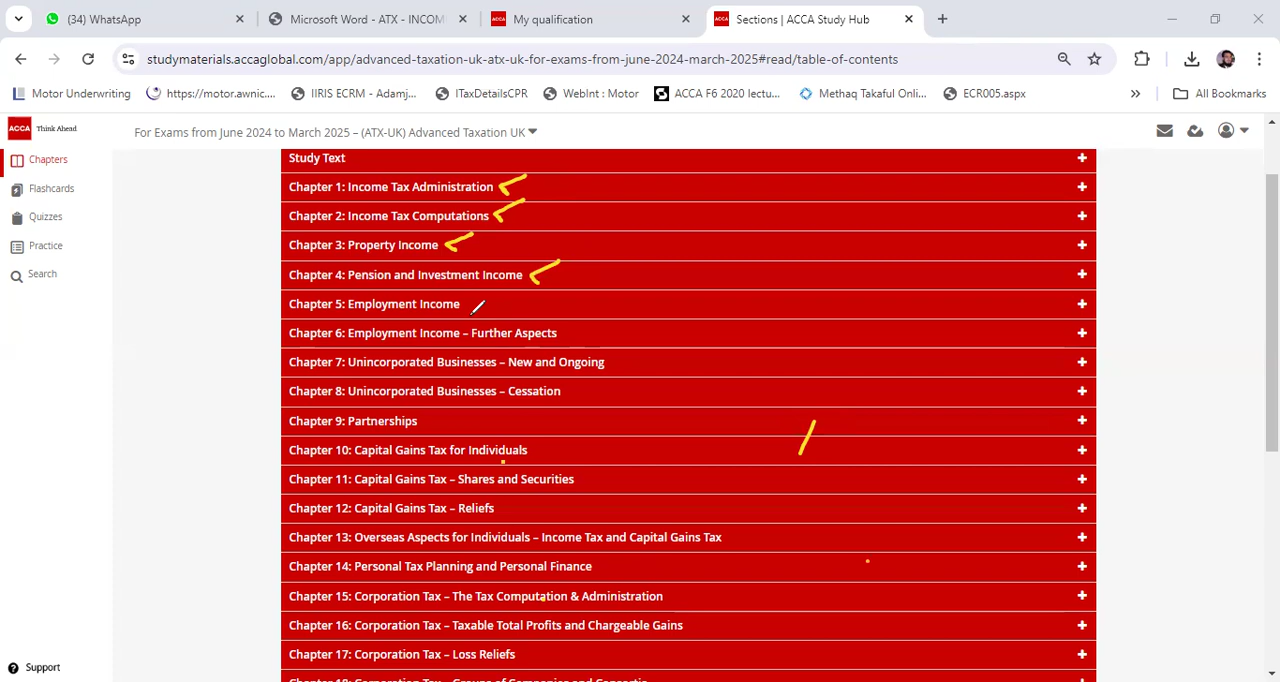 (34) WhatsApp
Microsoft Word - ATX - INCOM
My qualification
Sections | ACCA Study Hub
studymaterials.accaglobal.com/app/advanced-taxation-uk-atx-uk-for-exams-from-june-2024-march-2025#read/table-of-contents
Motor Underwriting
https://motor.awnic....
IIRIS ECRM - Adamj...
ITaxDetailsCPR
WebInt : Motor
ACCA F6 2020 lectu...
Methaq Takaful Onli...
ECR005.aspx
All Bookmarks
ACCA Think Ahead
For Exams from June 2024 to March 2025 – (ATX-UK) Advanced Taxation UK
Chapters
Flashcards
Quizzes
Practice
Search
Study Text
Chapter 1: Income Tax Administration
Chapter 2: Income Tax Computations
Chapter 3: Property Income
Chapter 4: Pension and Investment Income
Chapter 5: Employment Income
Chapter 6: Employment Income – Further Aspects
Chapter 7: Unincorporated Businesses – New and Ongoing
Chapter 8: Unincorporated Businesses – Cessation
Chapter 9: Partnerships
Chapter 10: Capital Gains Tax for Individuals
Chapter 11: Capital Gains Tax – Shares and Securities
Chapter 12: Capital Gains Tax – Reliefs
Chapter 13: Overseas Aspects for Individuals – Income Tax and Capital Gains Tax
Chapter 14: Personal Tax Planning and Personal Finance
Chapter 15: Corporation Tax – The Tax Computation & Administration
Chapter 16: Corporation Tax – Taxable Total Profits and Chargeable Gains
Chapter 17: Corporation Tax – Loss Reliefs
Chapter 18: Corporation Tax – Groups of Companies and Consortia
Support